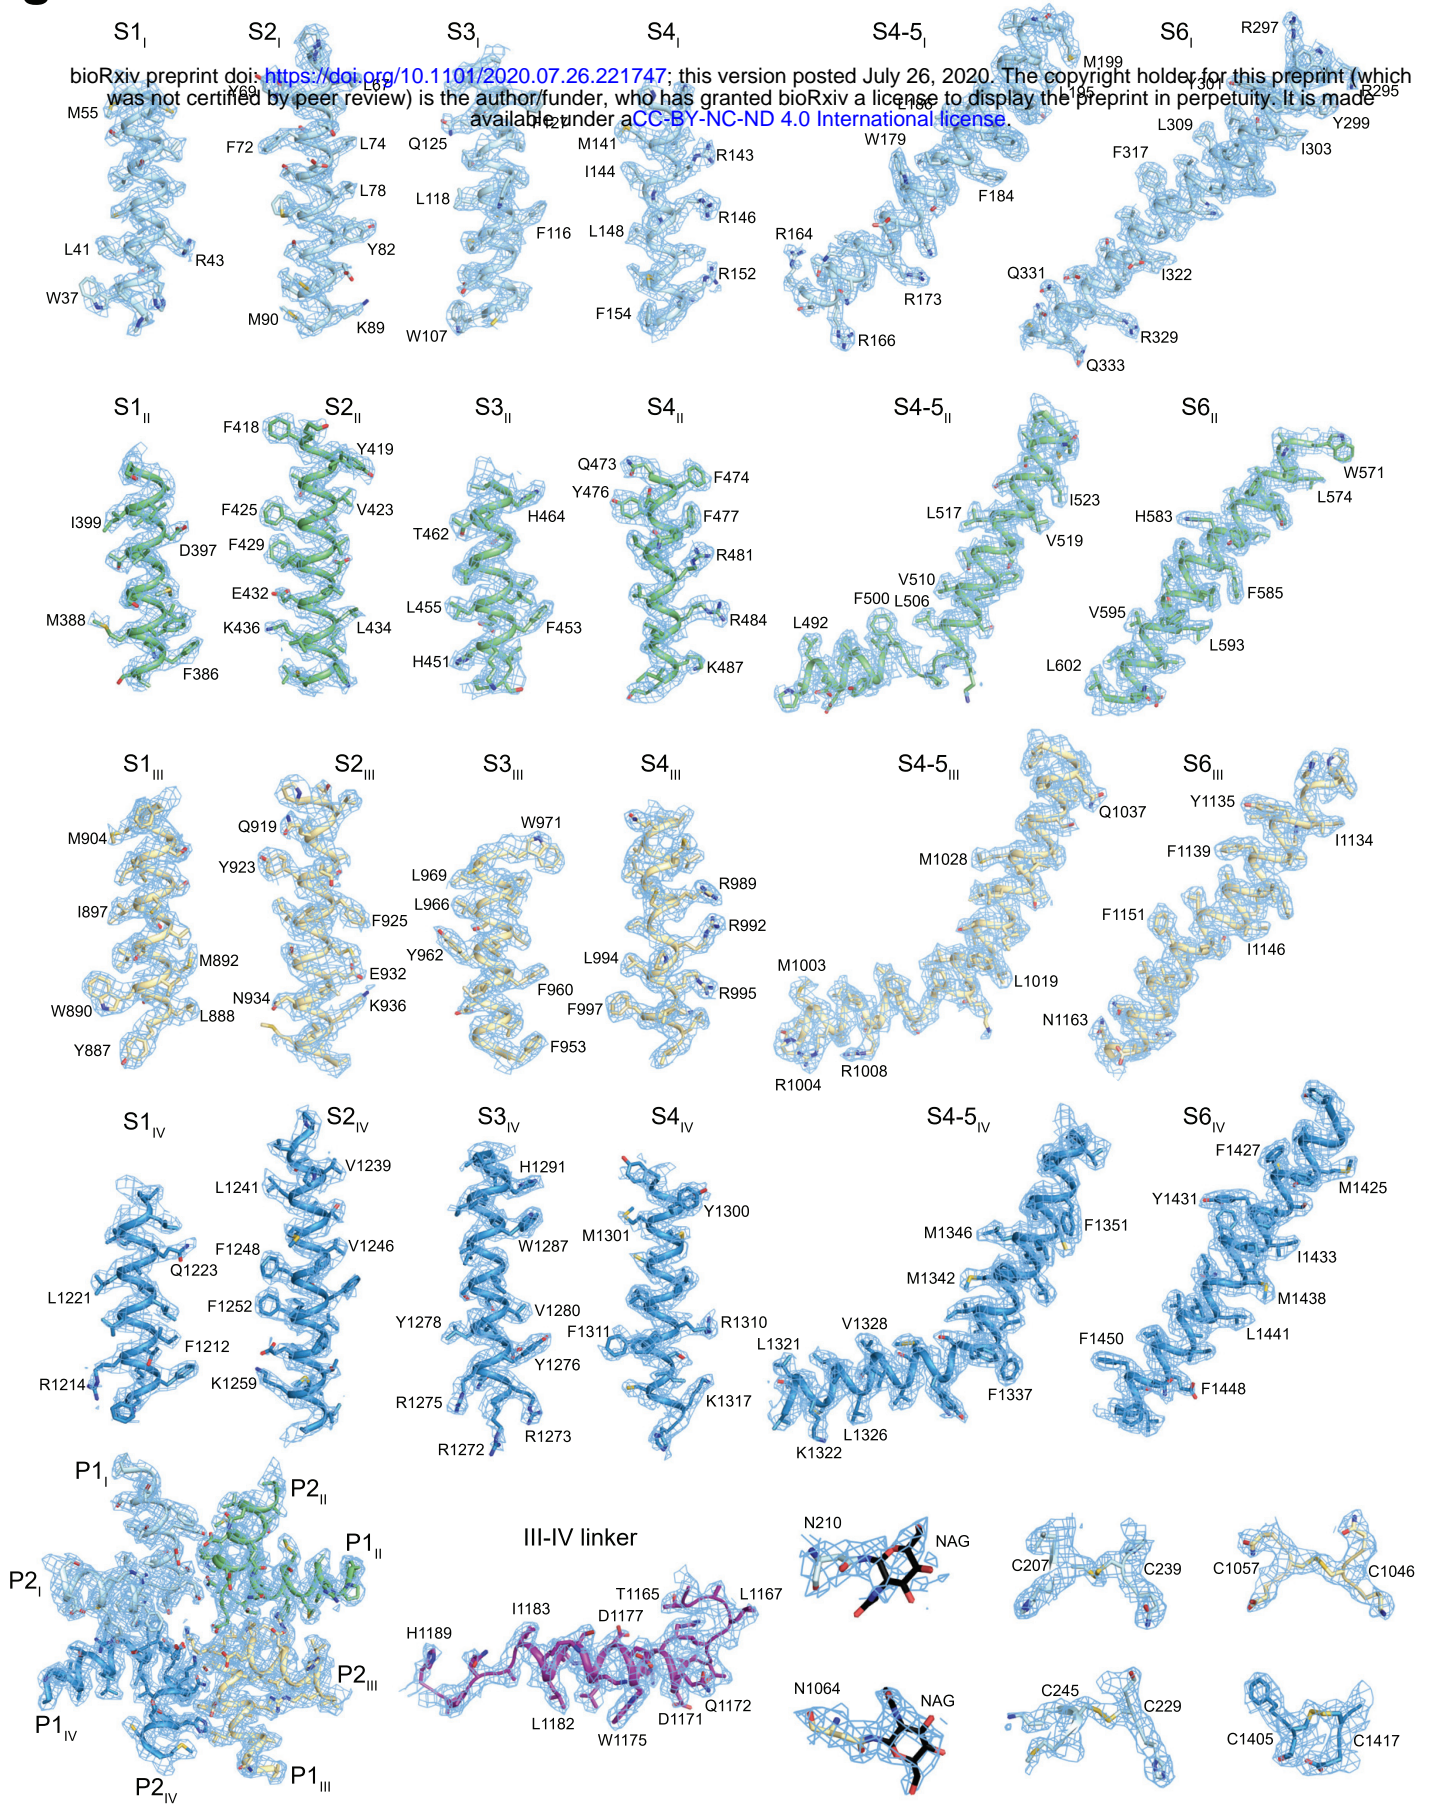 S1I S2I S3I S4I S4-5I S6I
R297
M199
bioRxiv preprint doi: https://doi.org/10.1101/2020.07.26.221747; this version posted July 26, 2020. The copyright holder for this preprint (which
was not certified by peer review) is the author/funder, who has granted bioRxiv a license to display the preprint in perpetuity. It is made
available under aCC-BY-NC-ND 4.0 International license.
Y69 L67 L195 Y301 R295
M55 L186 F127 Y299
F72 L74 Q125 M141 R143 W179 L309 I303
I144 F317
L78 L118 R146 F184
L41 R43 Y82 F116 L148 R164
W37 R152 R173 Q331 I322
M90 K89 W107 F154 R166 R329
Q333
S1II S2II S3II S4II S4-5II S6II
F418 Y419 Q473 F474 W571
Y476 I523 L574
I399 F425 V423 H464 F477 L517 H583
D397 F429 T462 R481 V519
E432 V510 F585
M388 K436 L434 L455 F453 R484 F500 L506 V595
L492 L593
F386 H451 K487 L602
S1III S2III S3III S4III S4-5III S6III
M904 Q919 W971 Q1037 Y1135
Y923 L969 R989 M1028 F1139 I1134
I897 F925 L966 R992 F1151
M892 Y962 L994 M1003 I1146
W890 N934 E932 F960 R995 L1019
L888 K936 F997 N1163
Y887 F953 R1004 R1008
S1IV S2IV S3IV S4IV S4-5IV S6IV
V1239 H1291 F1427
L1241 Y1300 M1425
Q1223 F1248 V1246 W1287 M1301 M1346 F1351 Y1431
L1221 F1252 M1342 I1433
Y1278 V1280 F1311 R1310 V1328 M1438
F1212 Y1276 L1321 F1450 L1441
R1214 K1259 R1275 K1317 F1337 F1448
R1272 R1273 K1322 L1326
P1I P2II
P1II
P2I
P2III
P1IV
P2IV P1III
III-IV linker
T1165 L1167
I1183 D1177
H1189
L1182 D1171 Q1172
W1175
N210 NAG C207 C239 C1057 C1046
N1064 NAG C245 C229 C1405 C1417